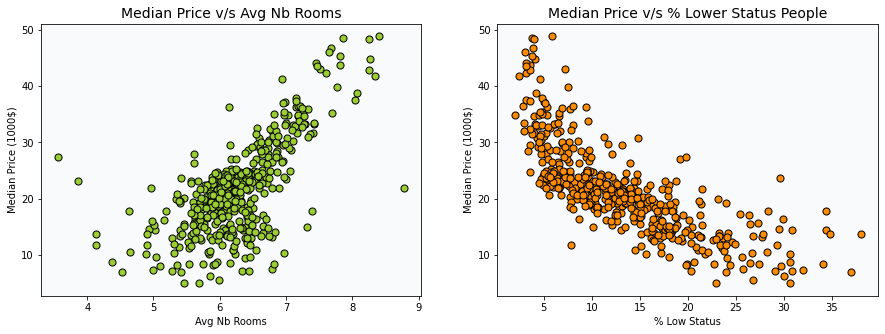 Median Price v/s Avg Nb Rooms
50
40
30
20
10
Median Price (1000$)
4 5 6 7 8 9
Avg Nb Rooms
Median Price v/s % Lower Status People
50
40
30
20
10
Median Price (1000$)
5 10 15 20 25 30 35
% Low Status